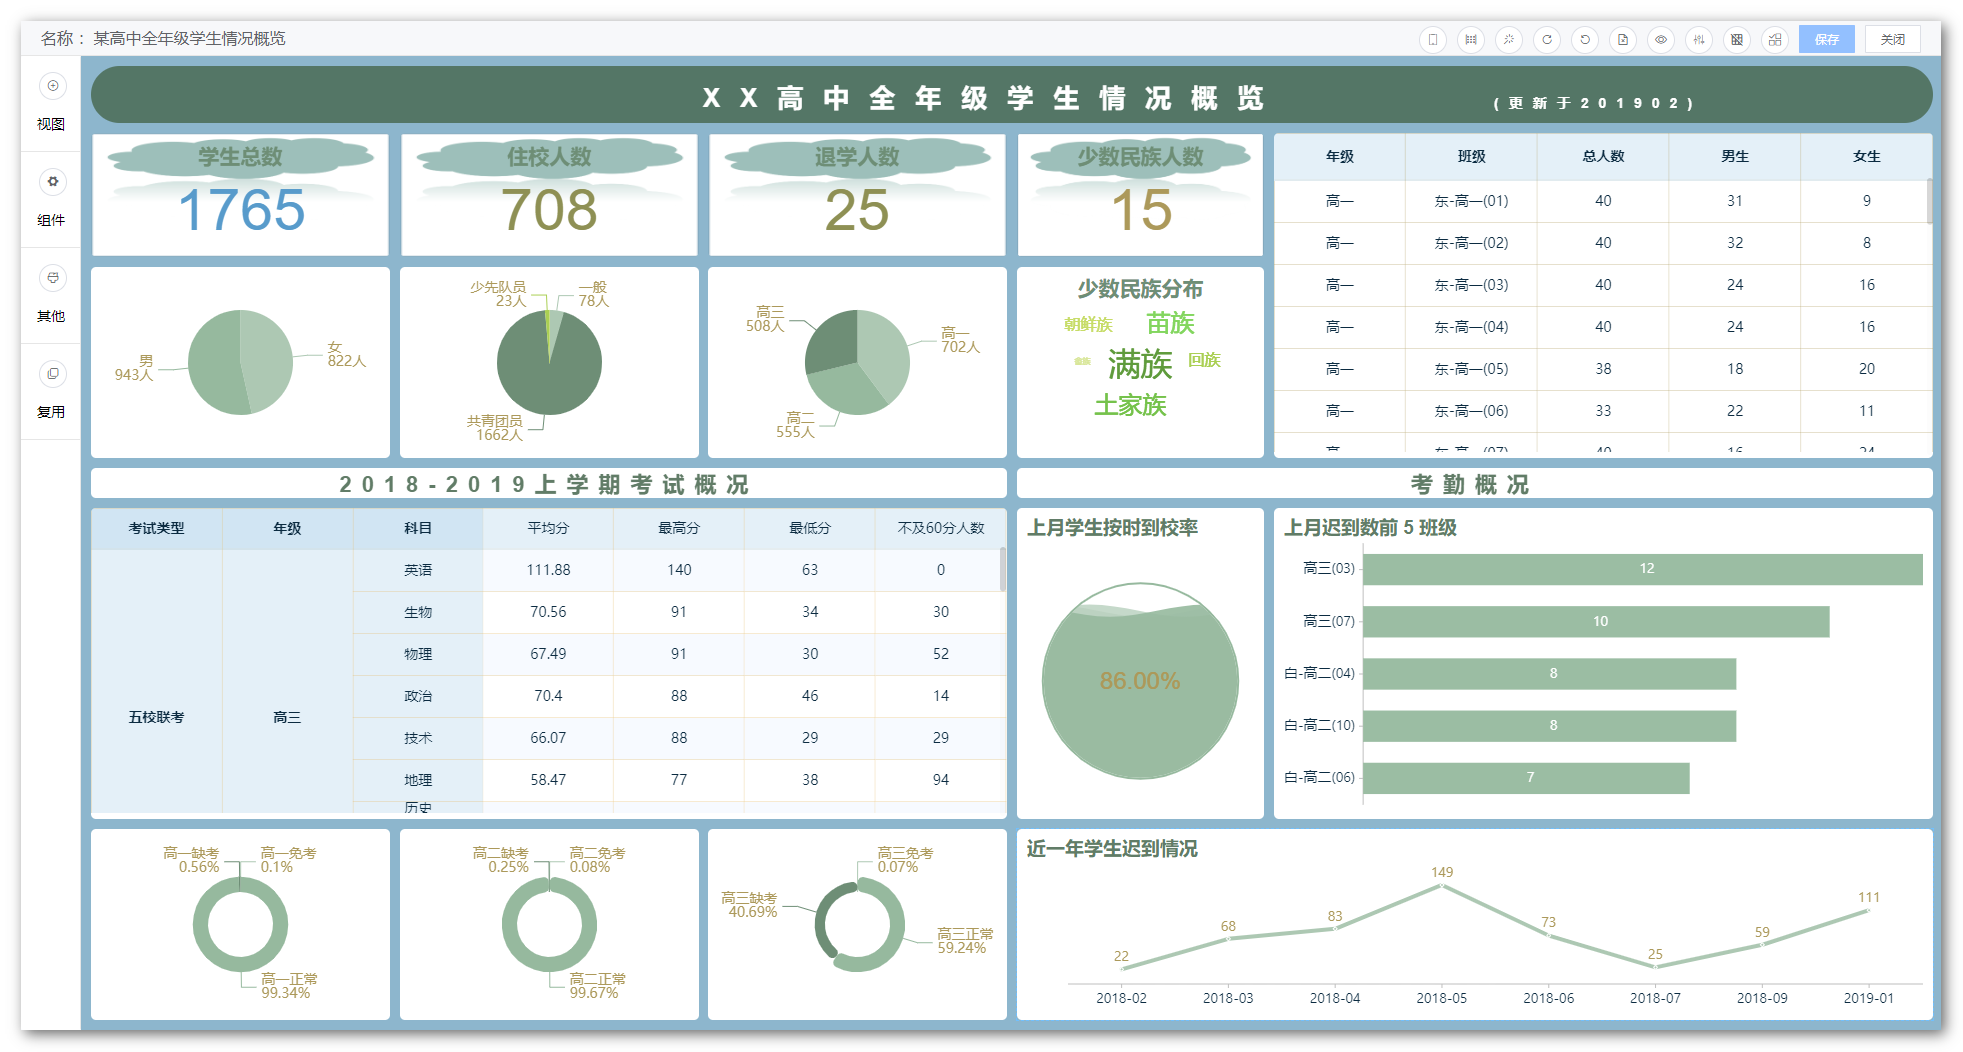 名称：某高中全年级学生情况概览
保存
关闭
视图
组件
其他
复用
XX高中全年级学生情况概览
(更新于201902)
学生总数
1765
住校人数
708
退学人数
25
少数民族人数
15
年级 班级 总人数 男生 女生
高一 东-高一(01) 40 31 9
高一 东-高一(02) 40 32 8
高一 东-高一(03) 40 24 16
高一 东-高一(04) 40 24 16
高一 东-高一(05) 38 18 20
高一 东-高一(06) 33 22 11
高一 东-高一(07) 40 16 24
男
943人
女
822人
少先队员
23人
一般
78人
共青团员
1662人
高三
508人
高一
702人
高二
555人
少数民族分布
朝鲜族
苗族
满族
回族
土家族
2018-2019上学期考试概况
考试类型 年级 科目 平均分 最高分 最低分 不及60分人数
五校联考 高三
英语 111.88 140 63 0
生物 70.56 91 34 30
物理 67.49 91 30 52
政治 70.4 88 46 14
技术 66.07 88 29 29
地理 58.47 77 38 94
历史
考勤概况
上月学生按时到校率
86.00%
上月迟到数前 5 班级
高三(03) 12
高三(07) 10
白-高二(04) 8
白-高二(10) 8
白-高二(06) 7
高一缺考
0.56%
高一免考
0.1%
高一正常
99.34%
高二缺考
0.25%
高二免考
0.08%
高二正常
99.67%
高三免考
0.07%
高三缺考
40.69%
高三正常
59.24%
近一年学生迟到情况
22 68 83 149 73 25 59 111
2018-02 2018-03 2018-04 2018-05 2018-06 2018-07 2018-09 2019-01